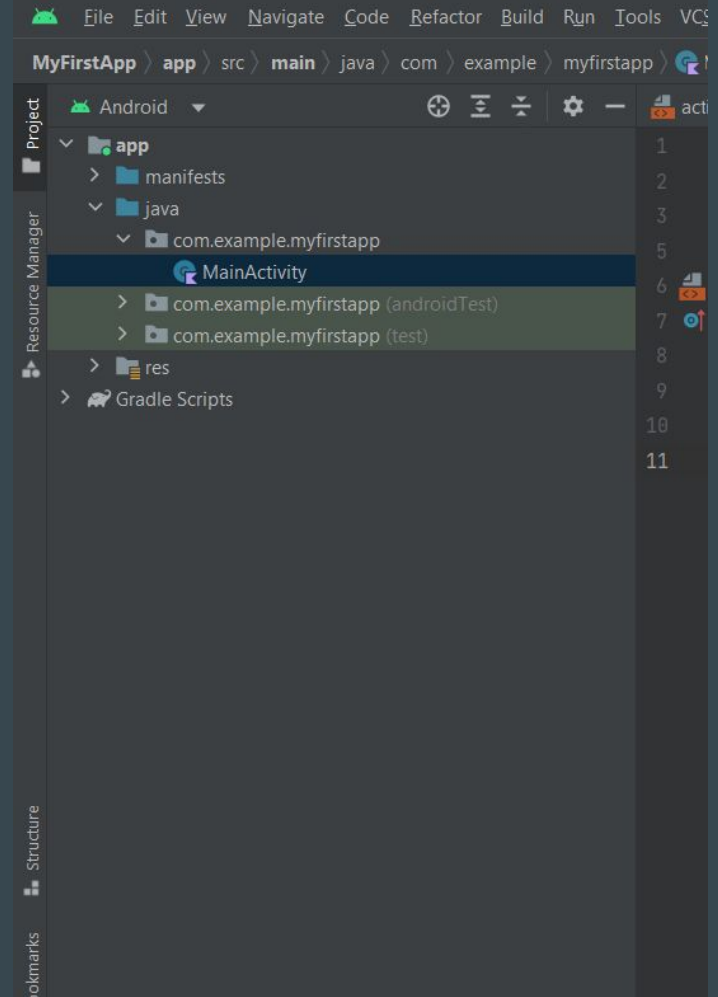 File Edit View Navigate Code Refactor Build Run Tools VCS
MyFirstApp 〉 app 〉 src 〉 main 〉 java 〉 com 〉 example 〉 myfirstapp 〉
Project
Android
app
manifests
java
com.example.myfirstapp
MainActivity
com.example.myfirstapp (androidTest)
com.example.myfirstapp (test)
res
Gradle Scripts
Resource Manager
Structure
1
2
3
5
6
7
8
9
10
11